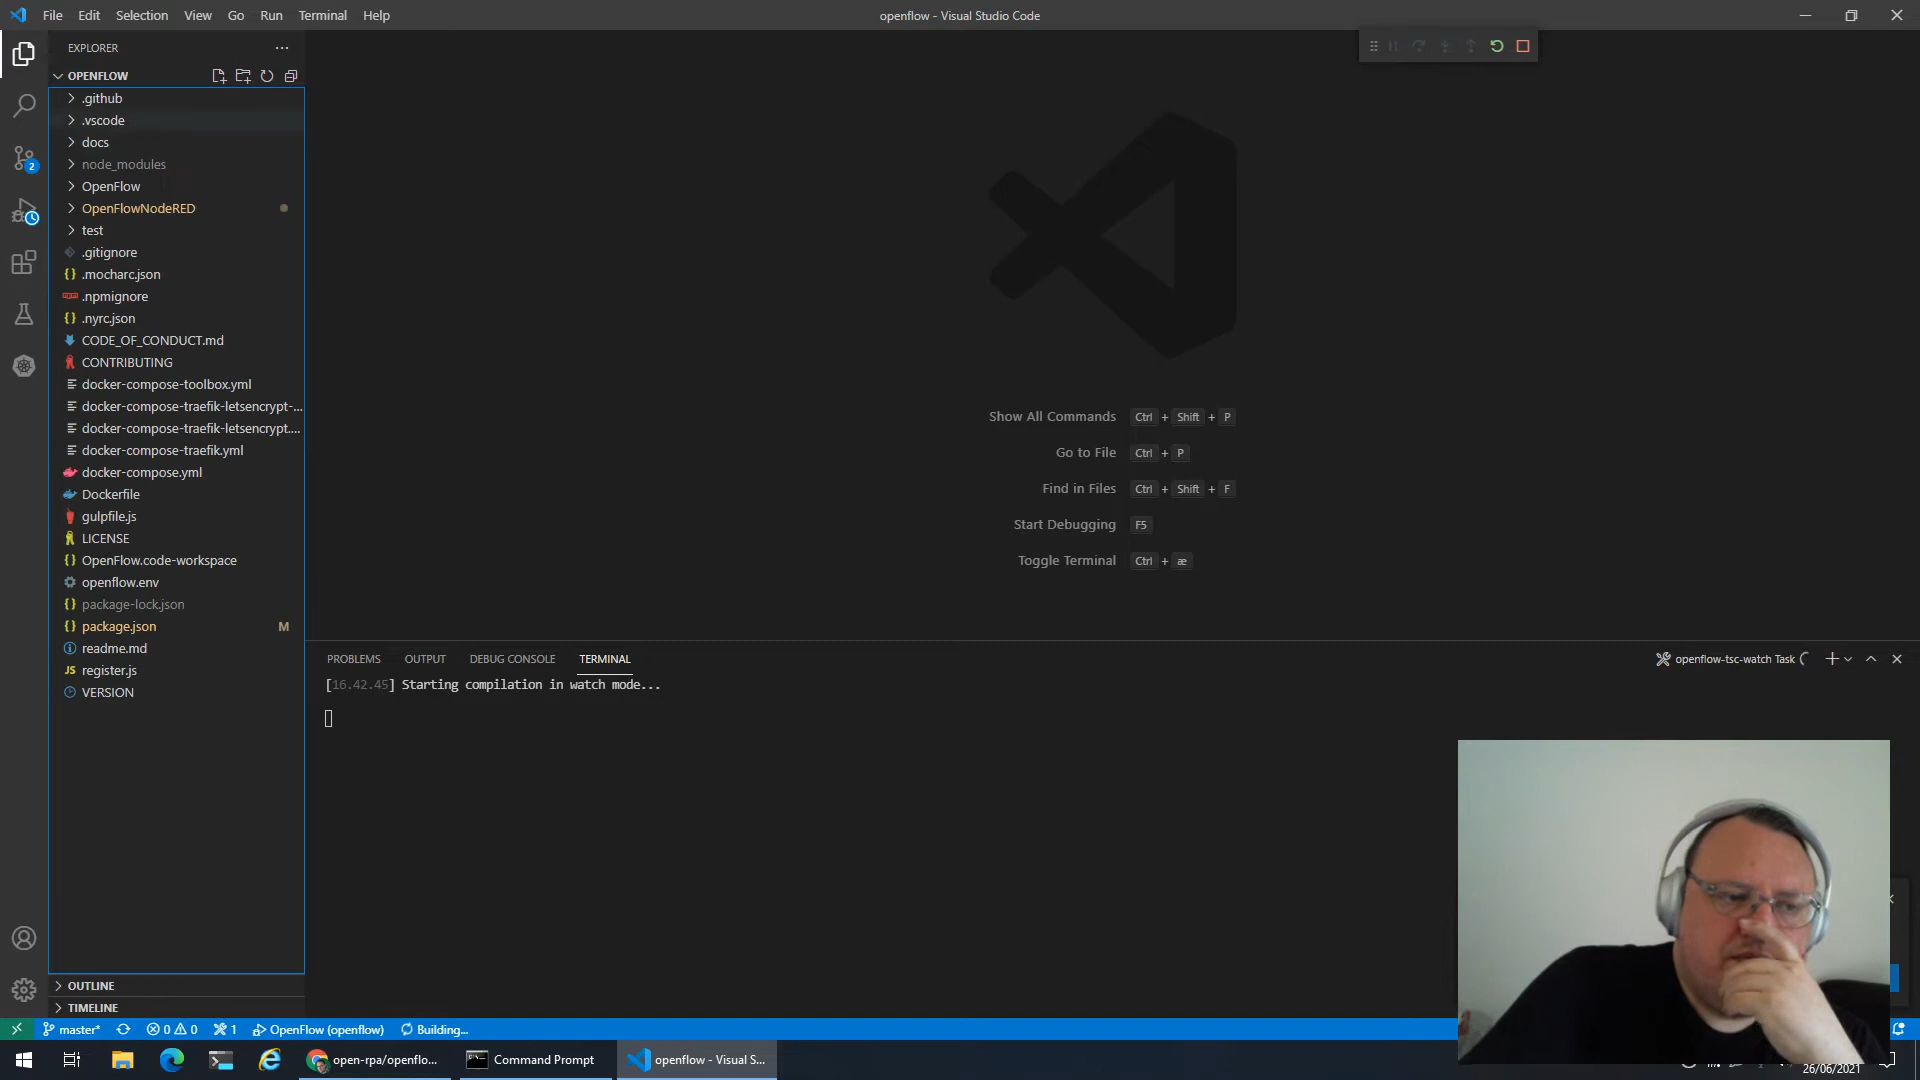 File Edit Selection View Go Run Terminal Help
openflow - Visual Studio Code
EXPLORER
OPENFLOW
.github
.vscode
docs
node_modules
OpenFlow
OpenFlowNodeRED
test
.gitignore
.mocharc.json
.npmignore
.nyrc.json
CODE_OF_CONDUCT.md
CONTRIBUTING
docker-compose-toolbox.yml
docker-compose-traefik-letsencrypt-...
docker-compose-traefik-letsencrypt....
docker-compose-traefik.yml
docker-compose.yml
Dockerfile
gulpfile.js
LICENSE
OpenFlow.code-workspace
openflow.env
package-lock.json
package.json M
readme.md
JS register.js
VERSION
OUTLINE
TIMELINE
2
Show All Commands Ctrl + Shift + P
Go to File Ctrl + P
Find in Files Ctrl + Shift + F
Start Debugging F5
Toggle Terminal Ctrl + æ
PROBLEMS OUTPUT DEBUG CONSOLE TERMINAL
openflow-tsc-watch Task
[16.42.45] Starting compilation in watch mode...
master* 0 0 1 OpenFlow (openflow) Building...
open-rpa/openflo... Command Prompt openflow - Visual S...
26/06/2021